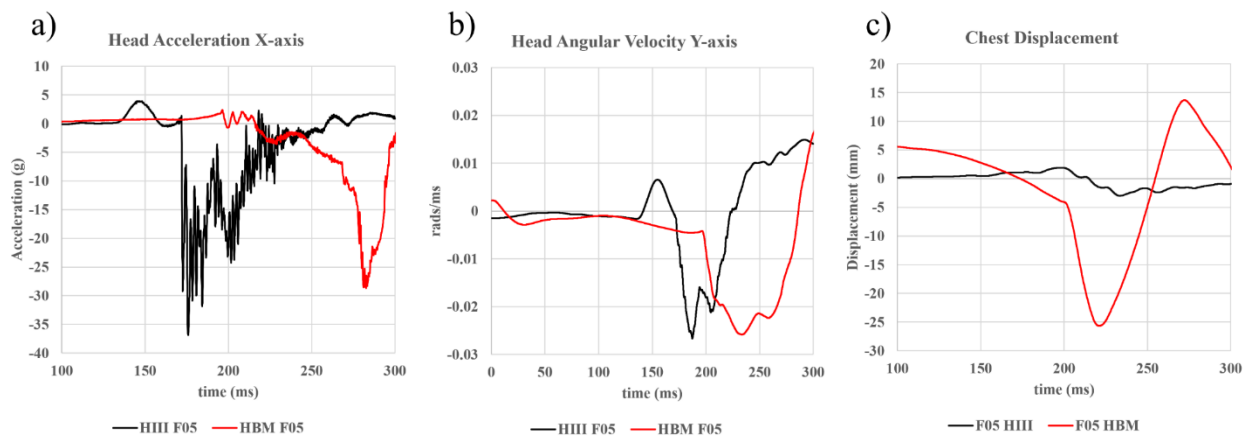 a)
Head Acceleration X-axis
Acceleration (g)
10
5
0
-5
-10
-15
-20
-25
-30
-35
-40
100 150 200 250 300
time (ms)
HIII F05 HBM F05
b)
Head Angular Velocity Y-axis
rads/ms
0.03
0.02
0.01
0
-0.01
-0.02
-0.03
0 50 100 150 200 250 300
time (ms)
HIII F05 HBM F05
c)
Chest Displacement
Displacement (mm)
20
15
10
5
0
-5
-10
-15
-20
-25
-30
100 150 200 250 300
time (ms)
F05 HIII F05 HBM